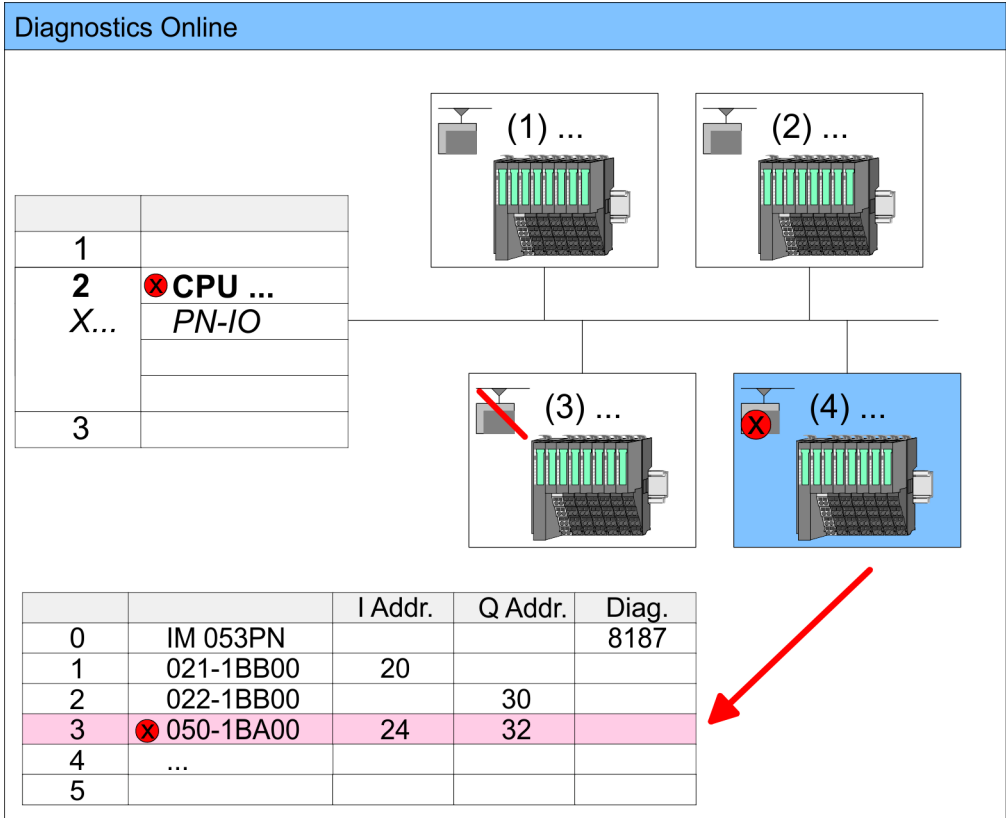 Diagnostics Online
(1) ...
(2) ...
1
2 X CPU ...
X... PN-IO
3
(3) ...
X (4) ...
I Addr. Q Addr. Diag.
0 IM 053PN 8187
1 021-1BB00 20
2 022-1BB00 30
3 X 050-1BA00 24 32
4 ...
5